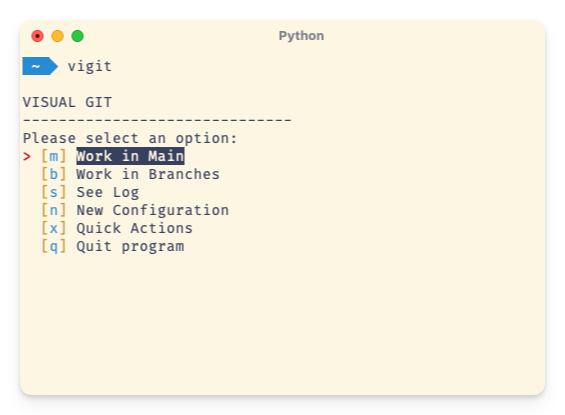 Python
~ vigit
VISUAL GIT
------------------------------
Please select an option:
> [m] Work in Main
[b] Work in Branches
[s] See Log
[n] New Configuration
[x] Quick Actions
[q] Quit program